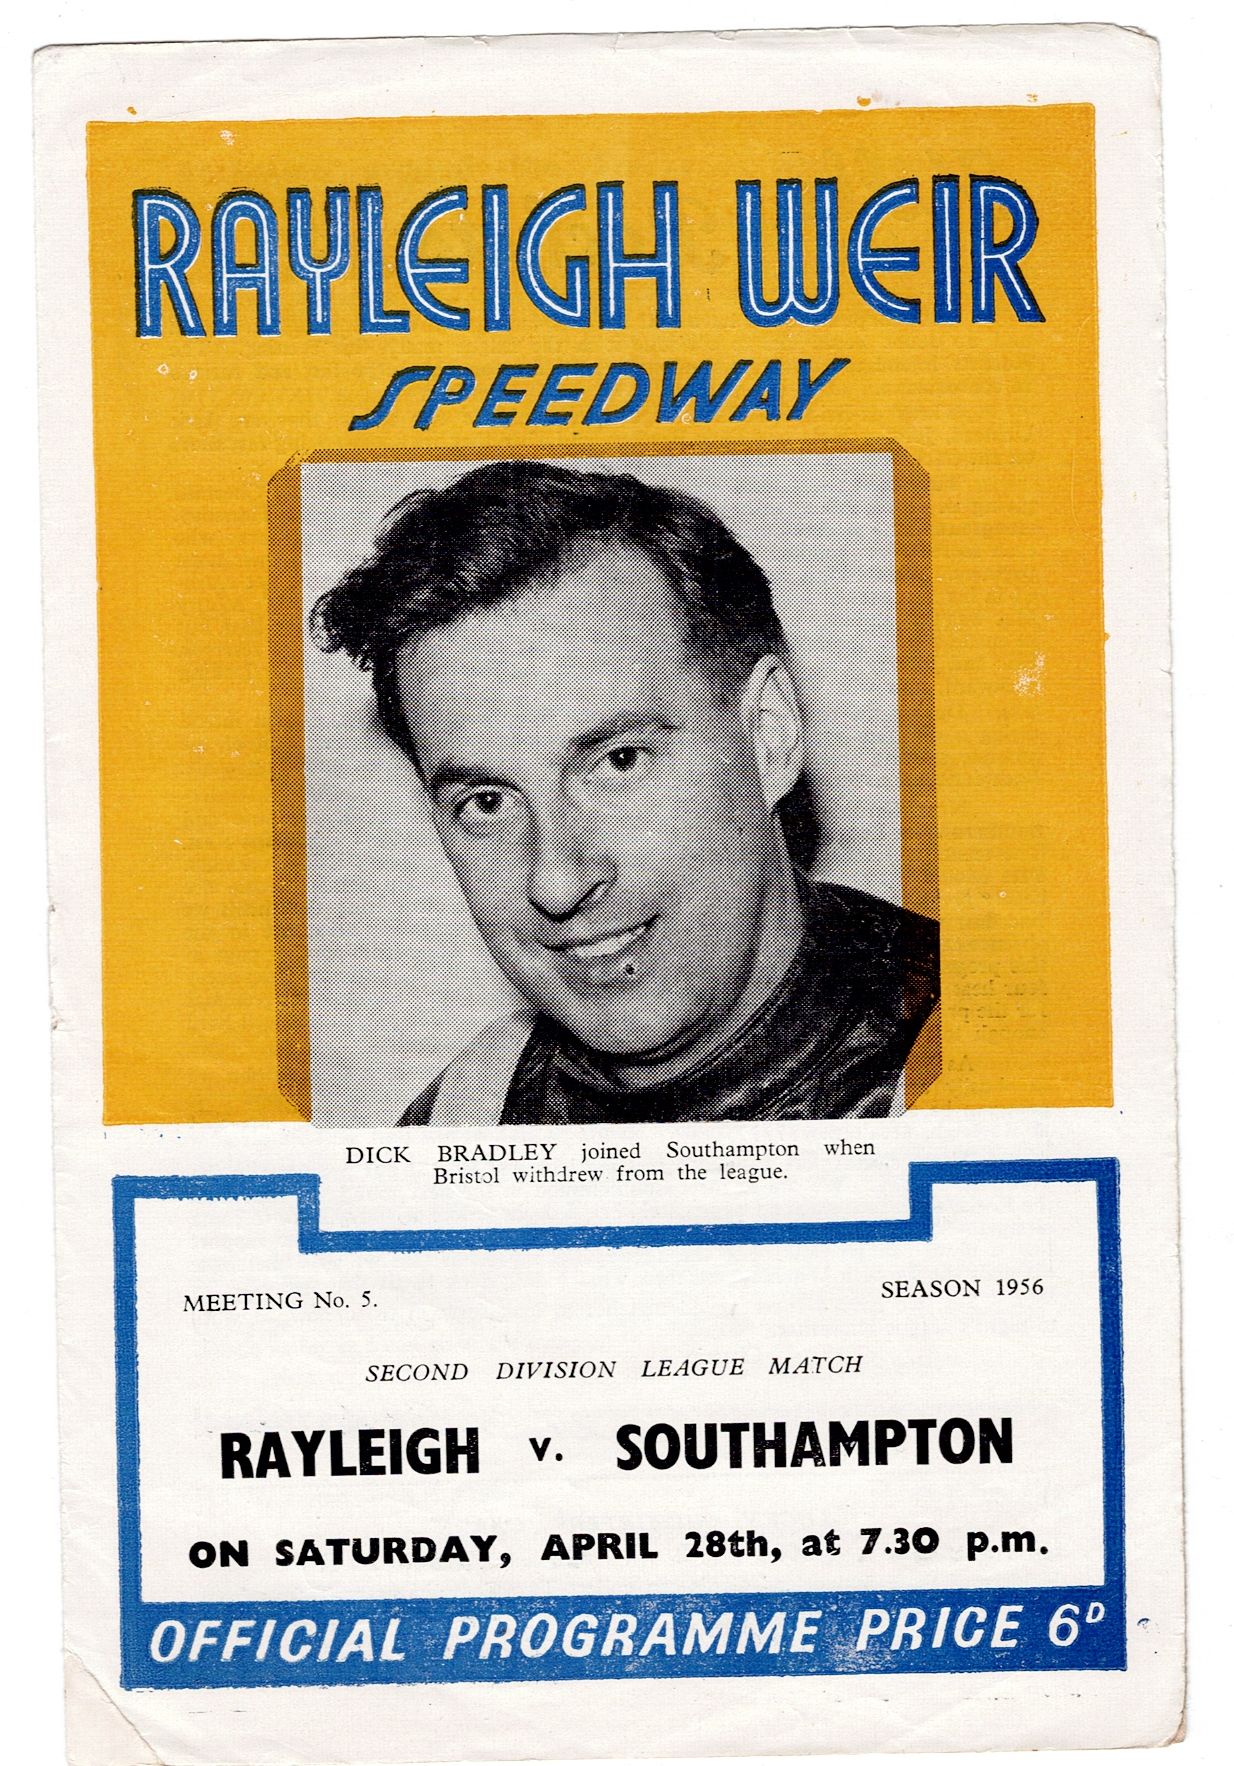 RAYLEIGH WEIR
SPEEDWAY
DICK BRADLEY joined Southampton when
Bristol withdrew from the league.
MEETING No. 5.
SEASON 1956
SECOND DIVISION LEAGUE MATCH
RAYLEIGH v. SOUTHAMPTON
ON SATURDAY, APRIL 28th, at 7.30 p.m.
OFFICIAL PROGRAMME PRICE 6D